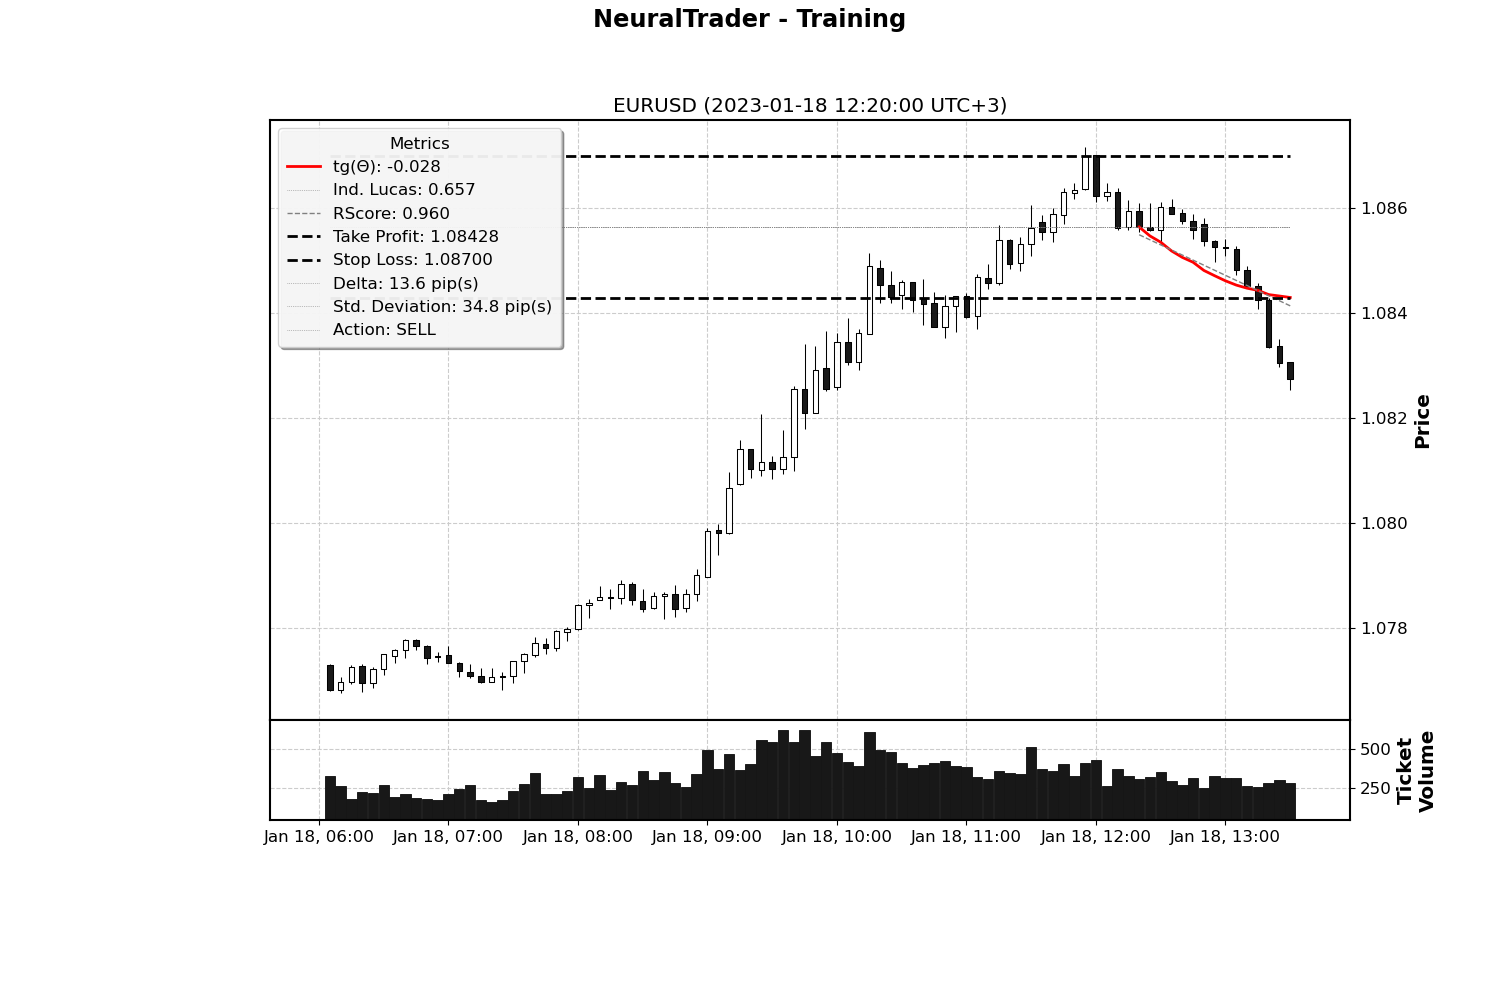 NeuralTrader - Training
EURUSD (2023-01-18 12:20:00 UTC+3)
Metrics
tg(Θ): -0.028
Ind. Lucas: 0.657
RScore: 0.960
Take Profit: 1.08428
Stop Loss: 1.08700
Delta: 13.6 pip(s)
Std. Deviation: 34.8 pip(s)
Action: SELL
1.086
1.084
1.082
1.080
1.078
Price
500
250
Ticket
Volume
Jan 18, 06:00
Jan 18, 07:00
Jan 18, 08:00
Jan 18, 09:00
Jan 18, 10:00
Jan 18, 11:00
Jan 18, 12:00
Jan 18, 13:00